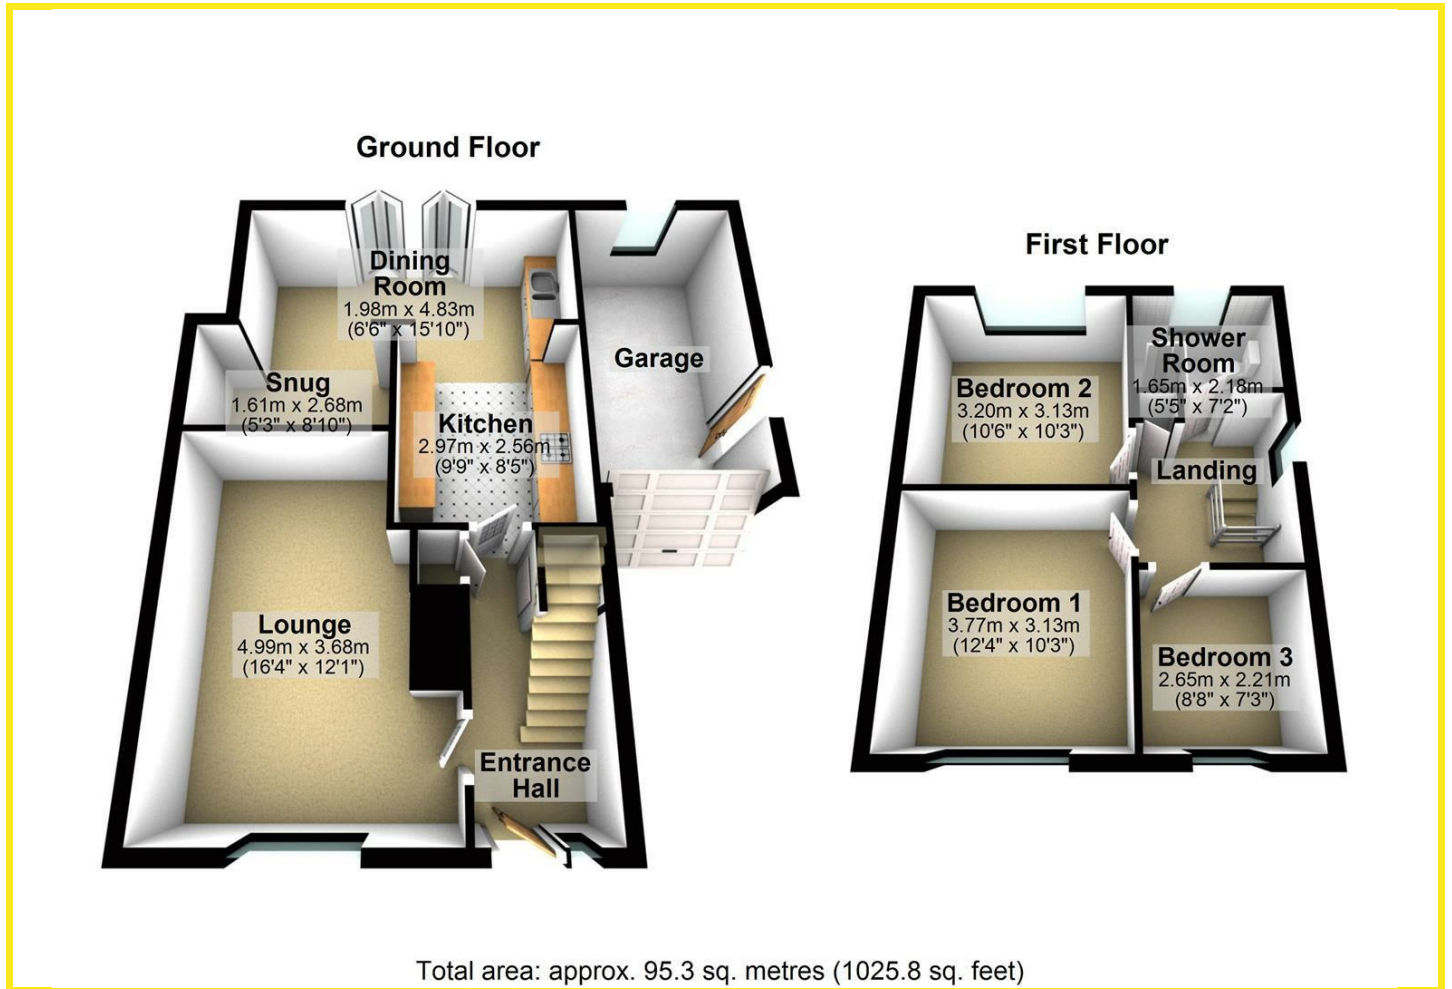 Ground Floor
Dining
Room
1.98m x 4.83m
(6'6" x 15'10")
Snug
1.61m x 2.68m
(5'3" x 8'10")
Kitchen
2.97m x 2.56m
(9'9" x 8'5")
Garage
Lounge
4.99m x 3.68m
(16'4" x 12'1")
Entrance
Hall
First Floor
Shower
Room
1.65m x 2.18m
(5'5" x 7'2")
Bedroom 2
3.20m x 3.13m
(10'6" x 10'3")
Landing
Bedroom 1
3.77m x 3.13m
(12'4" x 10'3")
Bedroom 3
2.65m x 2.21m
(8'8" x 7'3")
Total area: approx. 95.3 sq. metres (1025.8 sq. feet)